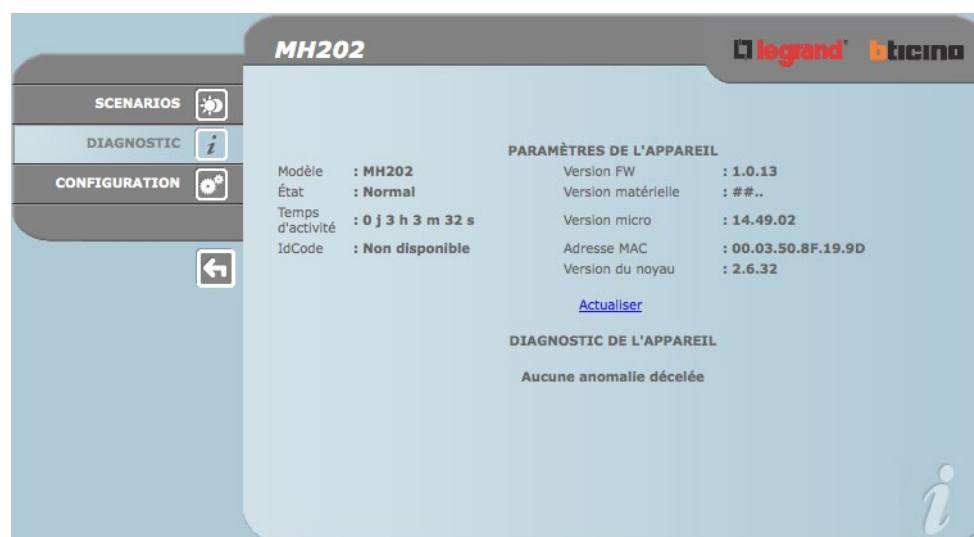 MH202
legrand bticino
SCENARIOS
DIAGNOSTIC
CONFIGURATION
PARAMÈTRES DE L'APPAREIL
Modèle : MH202 Version FW : 1.0.13
État : Normal Version matérielle : ##..
Temps d'activité : 0 j 3 h 3 m 32 s Version micro : 14.49.02
IdCode : Non disponible Adresse MAC : 00.03.50.8F.19.9D
Version du noyau : 2.6.32
Actualiser
DIAGNOSTIC DE L'APPAREIL
Aucune anomalie décelée